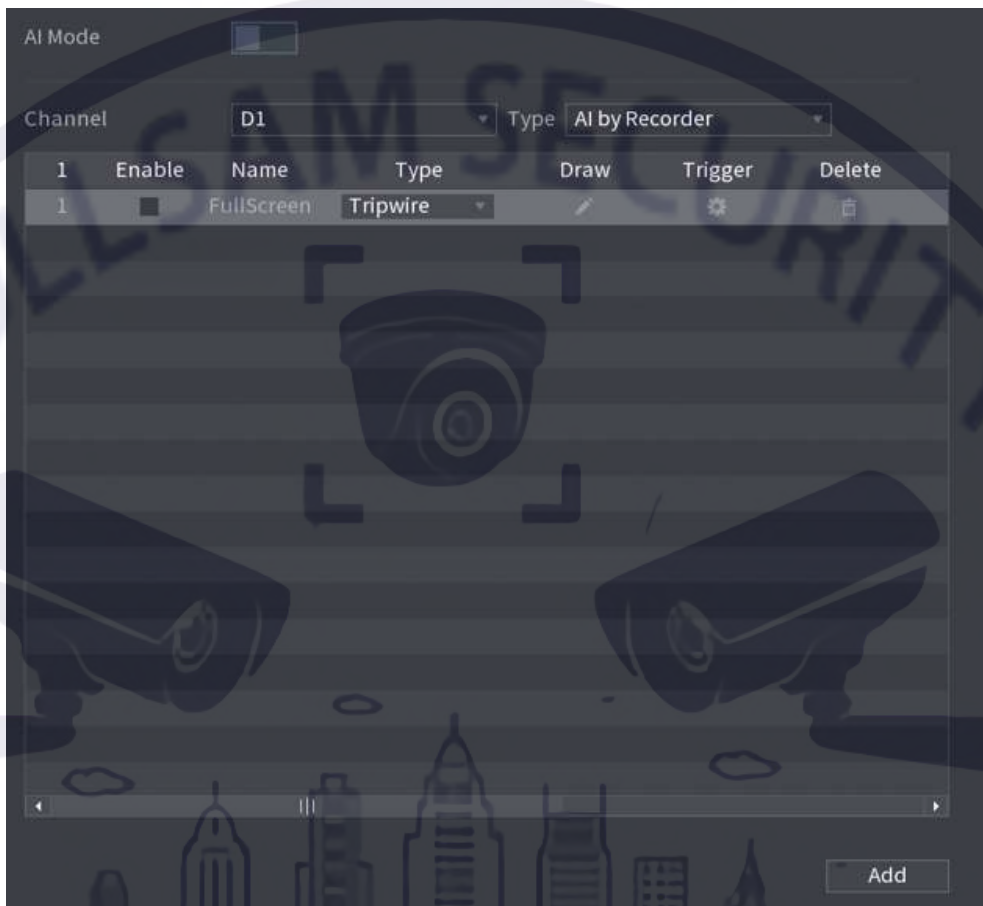 AI Mode
Channel D1 Type AI by Recorder
1 Enable Name Type Draw Trigger Delete
1 FullScreen Tripwire
Add